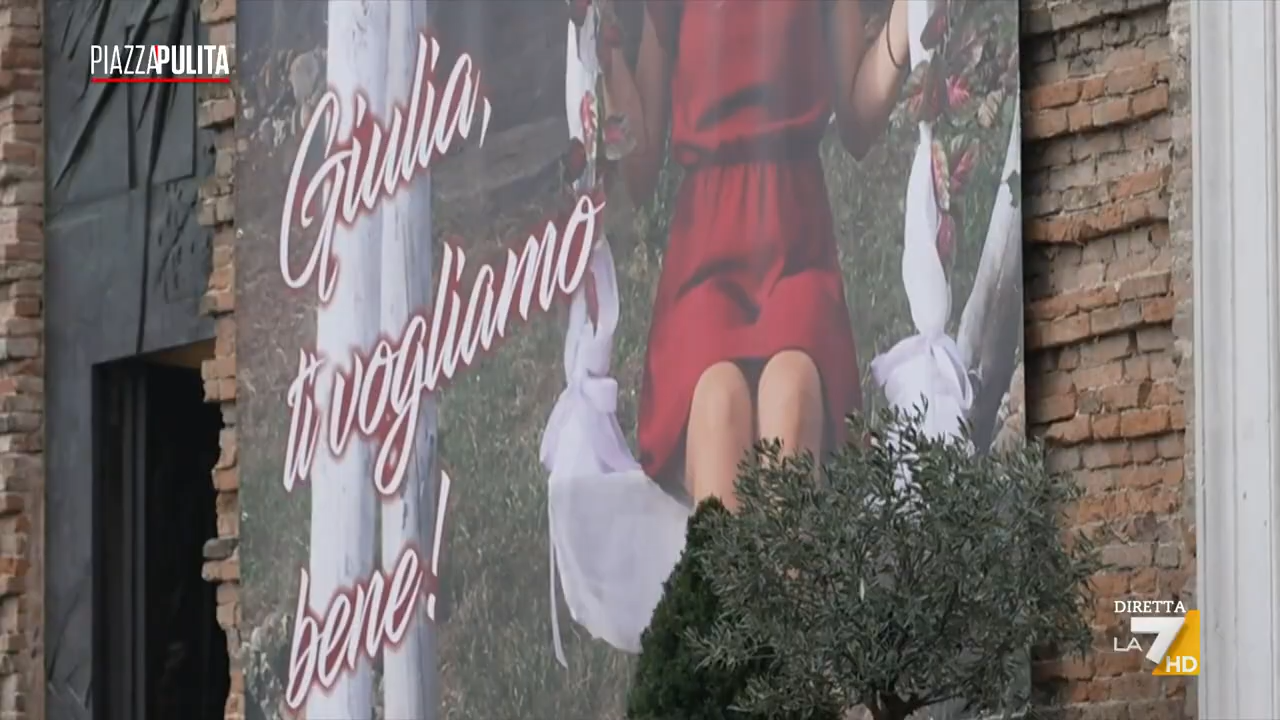 PIAZZAPULITA
Giulia,
ti vogliamo
bene!
DIRETTA
LA 7 HD